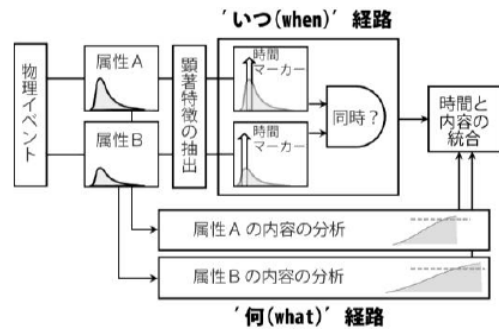 'いつ(when)' 経路
物理イベント
属性A
属性B
顕著特徴の抽出
時間
マーカー
時間
マーカー
同時？
時間と
内容の
統合
属性A の内容の分析
属性B の内容の分析
'何(what)' 経路